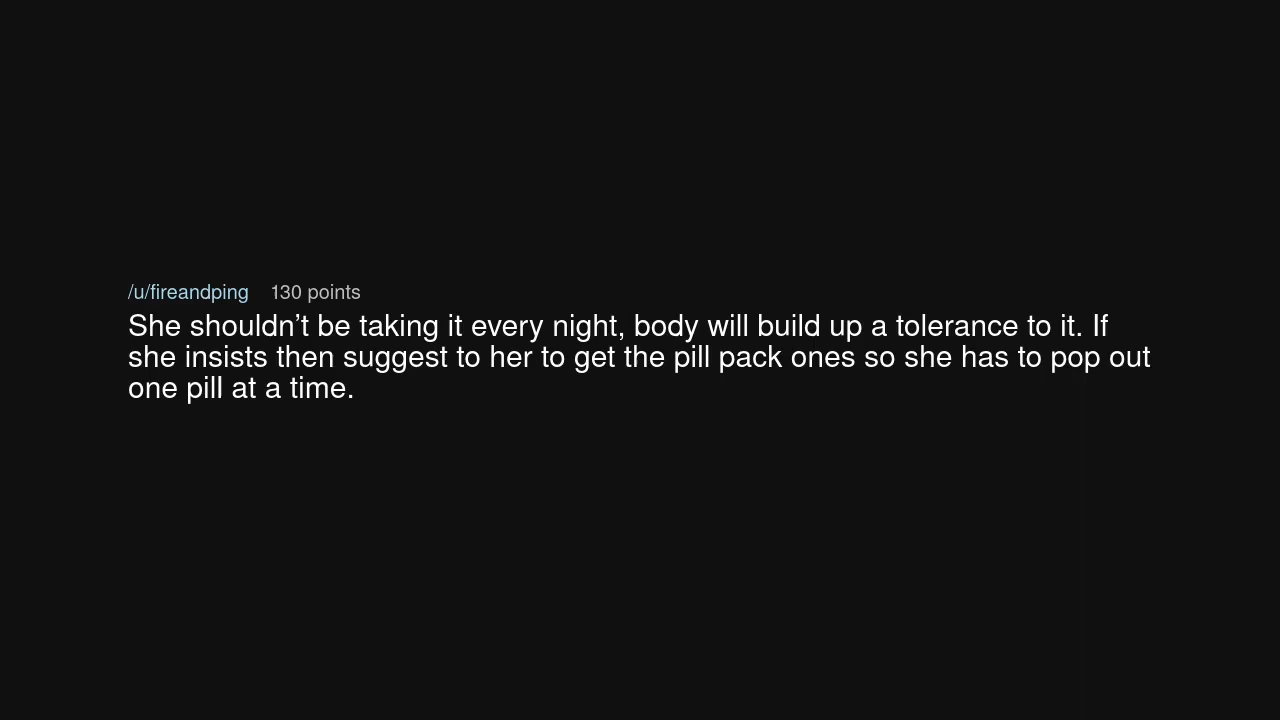 /u/fireandping 130 points
She shouldn’t be taking it every night, body will build up a tolerance to it. If
she insists then suggest to her to get the pill pack ones so she has to pop out
one pill at a time.